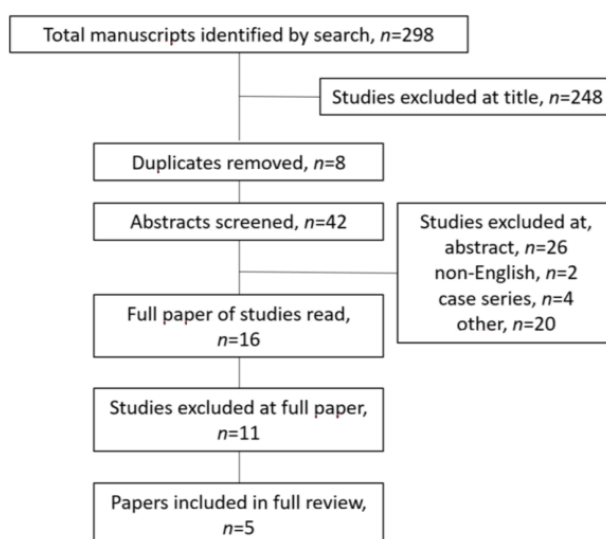 Total manuscripts identified by search, n=298
Studies excluded at title, n=248
Duplicates removed, n=8
Abstracts screened, n=42
Studies excluded at,
abstract, n=26
non-English, n=2
case series, n=4
other, n=20
Full paper of studies read,
n=16
Studies excluded at full paper,
n=11
Papers included in full review,
n=5